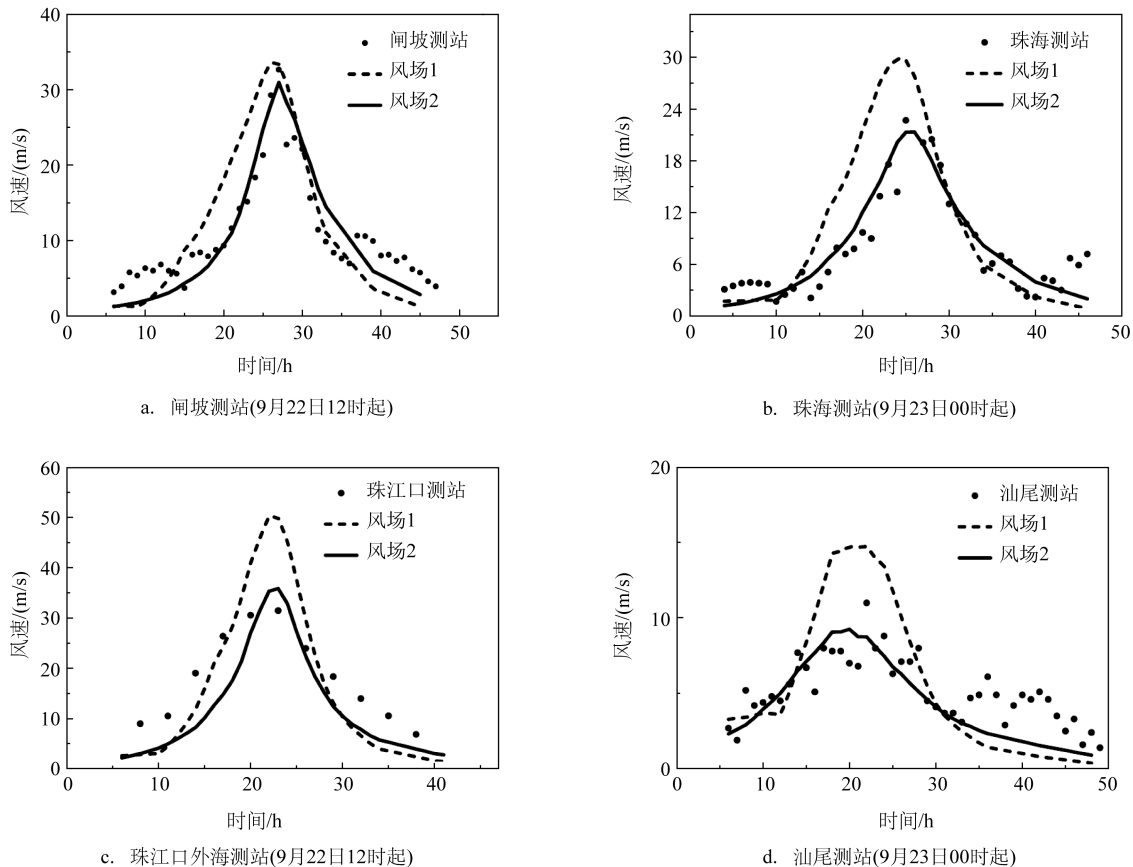 40
30
20
10
0
风速/(m/s)
闸坡测站
风场1
风场2
0
10
20
30
40
50
时间/h
a. 闸坡测站(9月22日12时起)
30
24
18
12
6
0
风速/(m/s)
珠海测站
风场1
风场2
0
10
20
30
40
50
时间/h
b. 珠海测站(9月23日00时起)
60
50
40
30
20
10
0
风速/(m/s)
珠江口测站
风场1
风场2
0
10
20
30
40
时间/h
c. 珠江口外海测站(9月22日12时起)
20
10
0
风速/(m/s)
汕尾测站
风场1
风场2
0
10
20
30
40
50
时间/h
d. 汕尾测站(9月23日00时起)